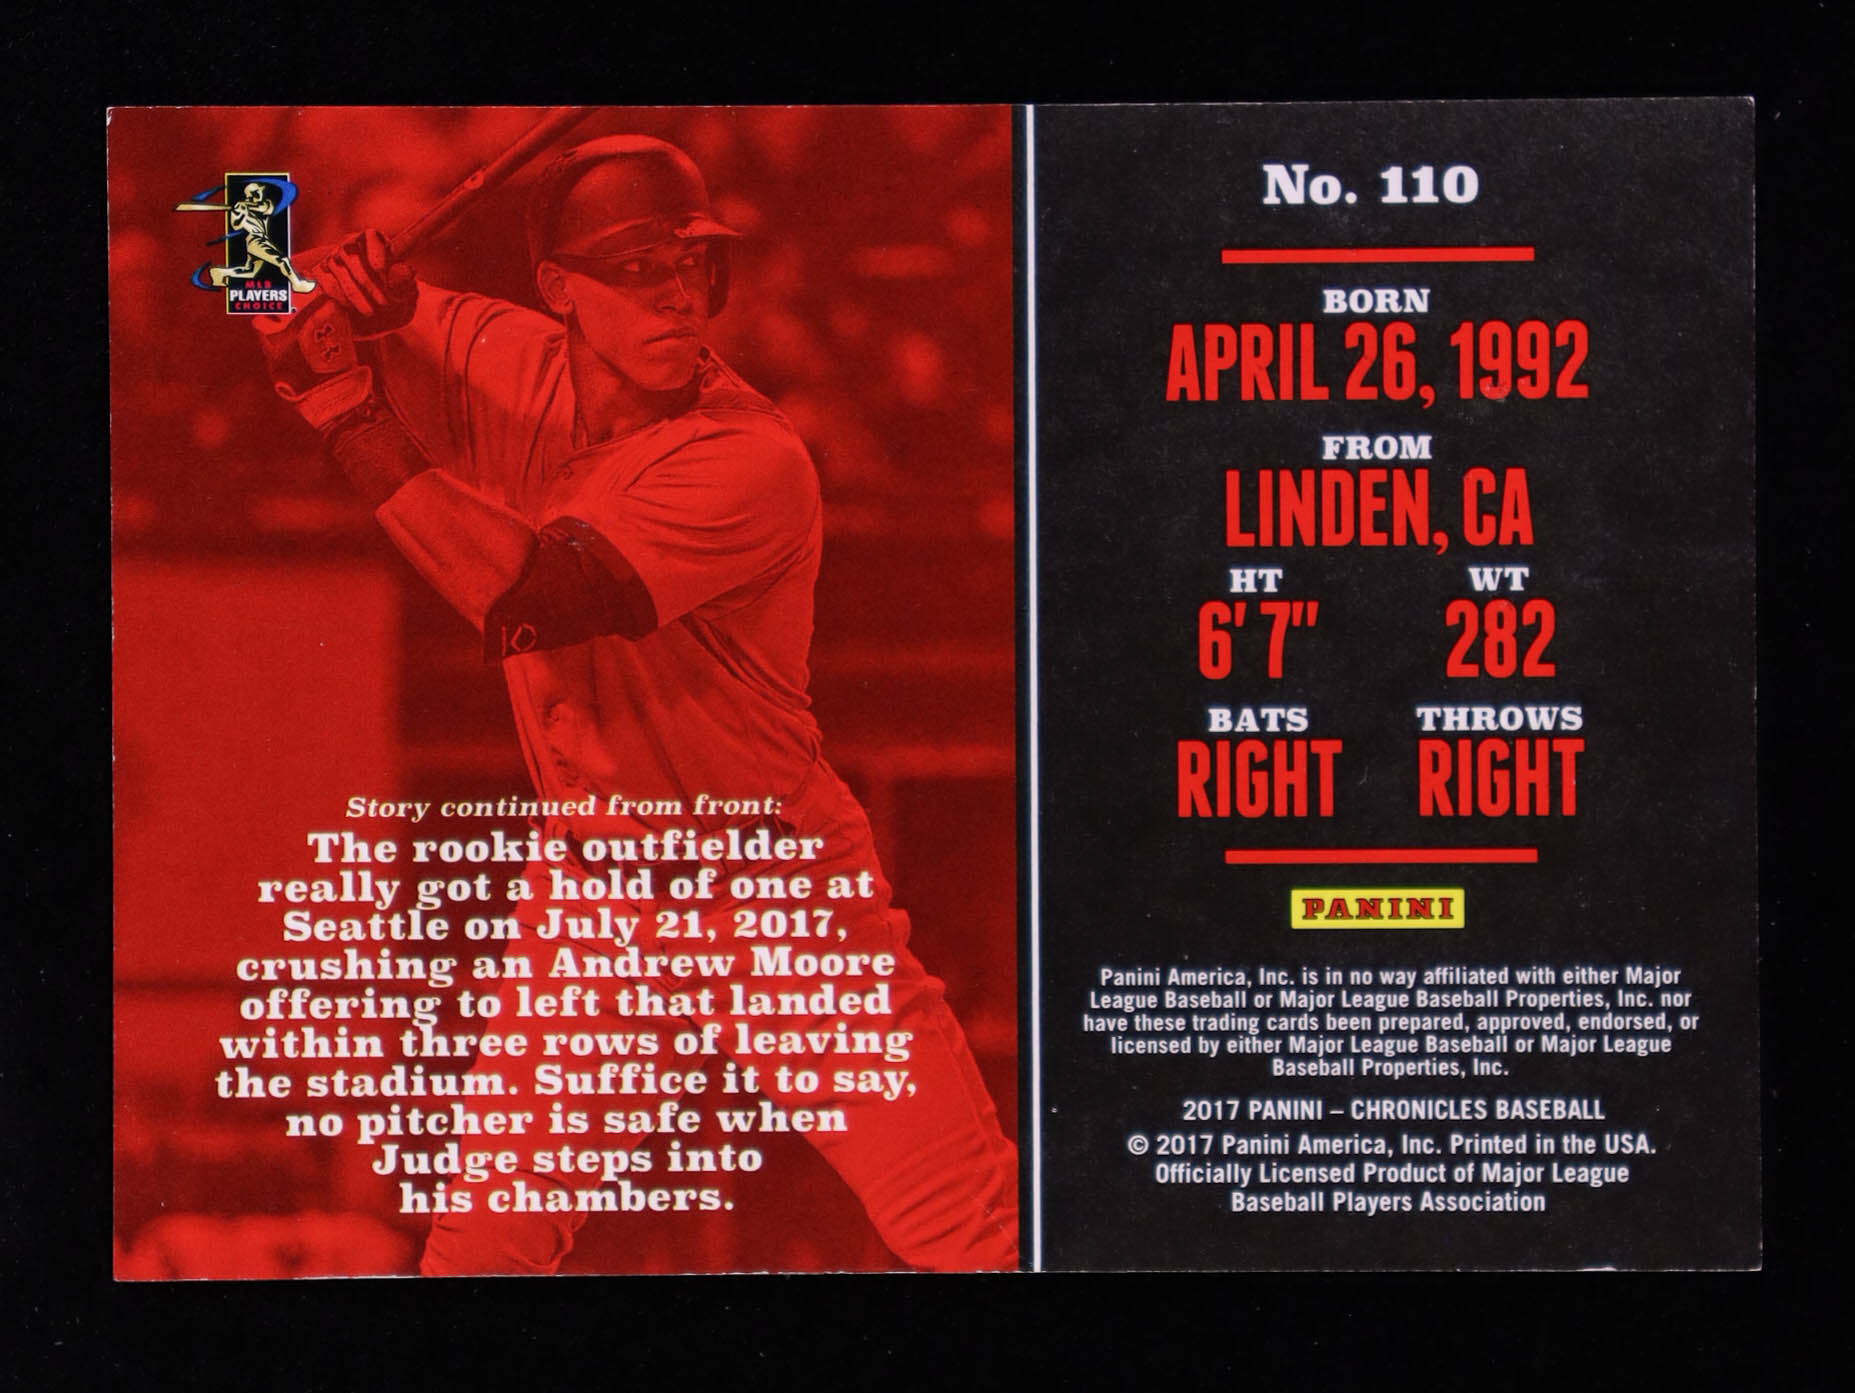 MLB
PLAYERS
CHOICE
Story continued from front:
The rookie outfielder
really got a hold of one at
Seattle on July 21, 2017,
crushing an Andrew Moore
offering to left that landed
within three rows of leaving
the stadium. Suffice it to say,
no pitcher is safe when
Judge steps into
his chambers.
No. 110
BORN
APRIL 26, 1992
FROM
LINDEN, CA
HT WT
6' 7" 282
BATS THROWS
RIGHT RIGHT
PANINI
Panini America, Inc. is in no way affiliated with either Major
League Baseball or Major League Baseball Properties, Inc. nor
have these trading cards been prepared, approved, endorsed, or
licensed by either Major League Baseball or Major League
Baseball Properties, Inc.
2017 PANINI – CHRONICLES BASEBALL
© 2017 Panini America, Inc. Printed in the USA.
Officially Licensed Product of Major League
Baseball Players Association